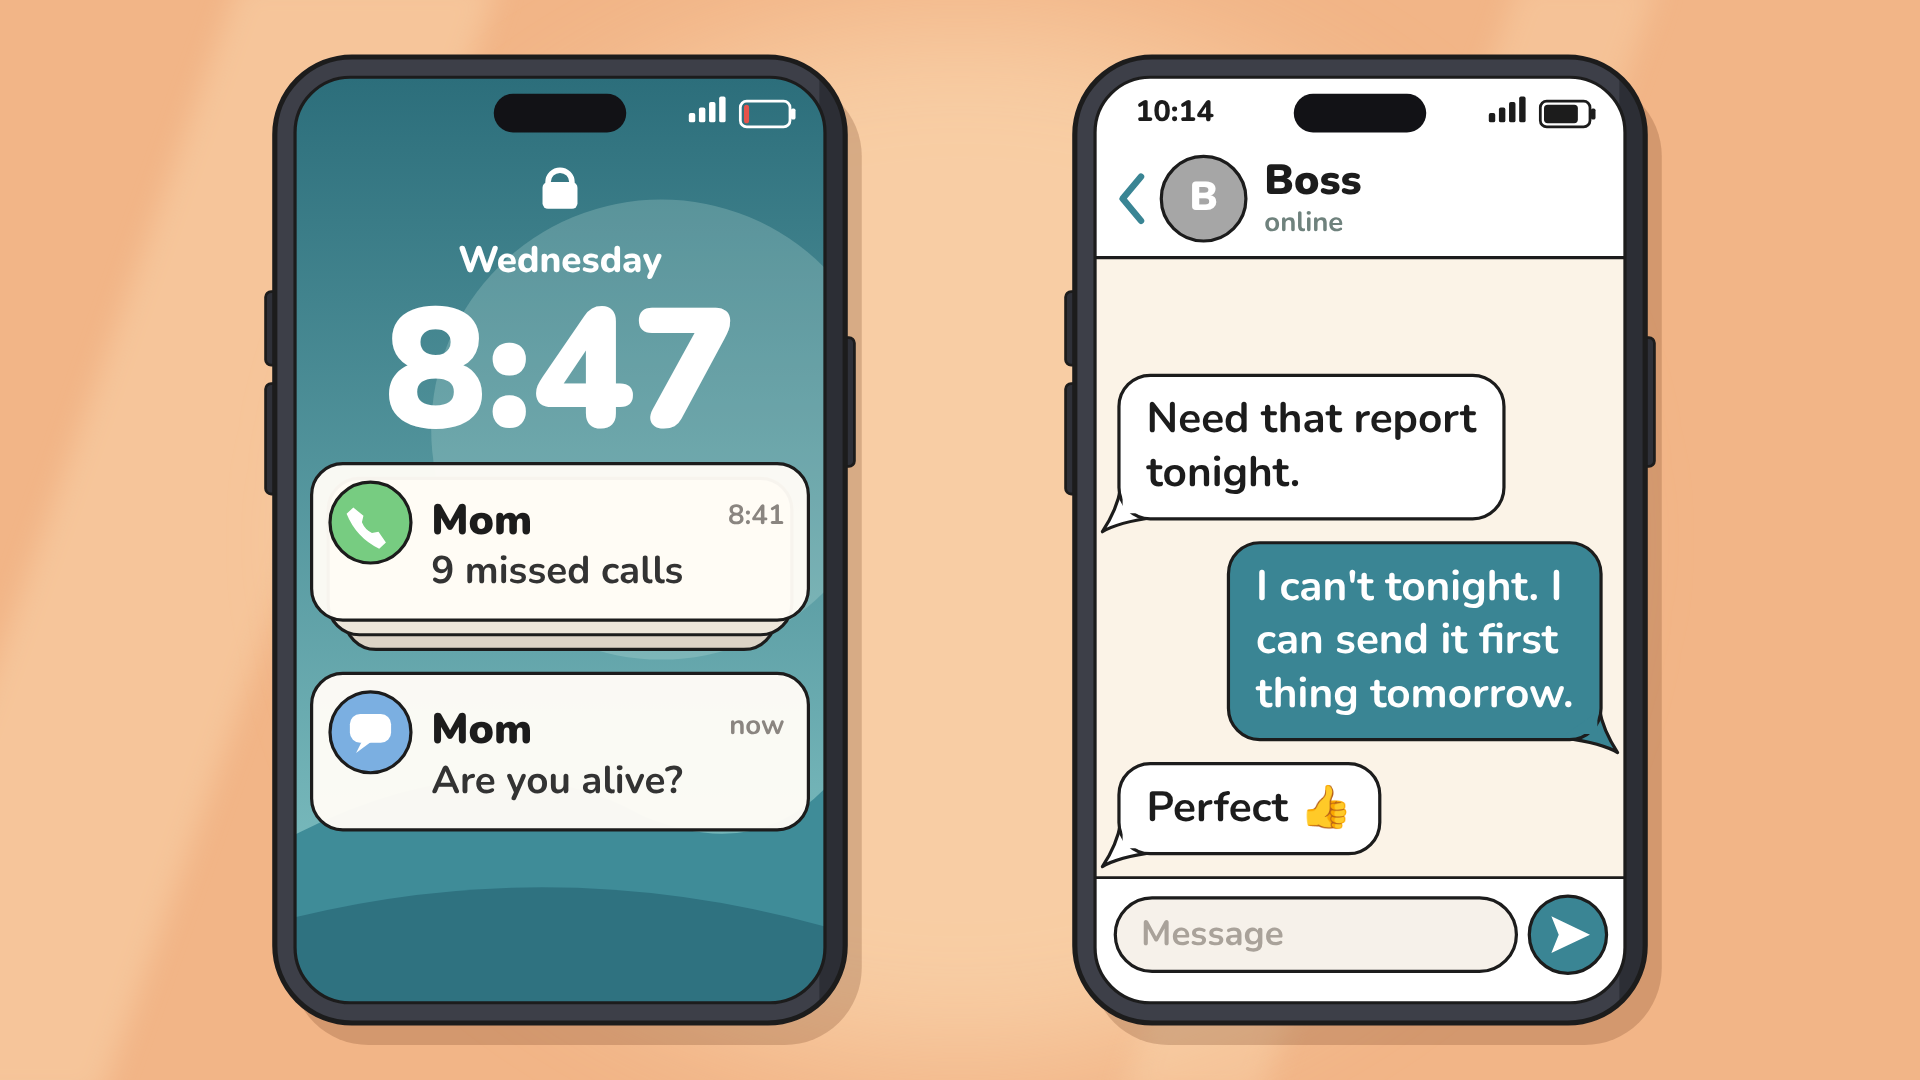 Wednesday
8:47
Mom
8:41
9 missed calls
Mom
now
Are you alive?
10:14
B
Boss
online
Need that report
tonight.
I can't tonight. I
can send it first
thing tomorrow.
Perfect 👍
Message